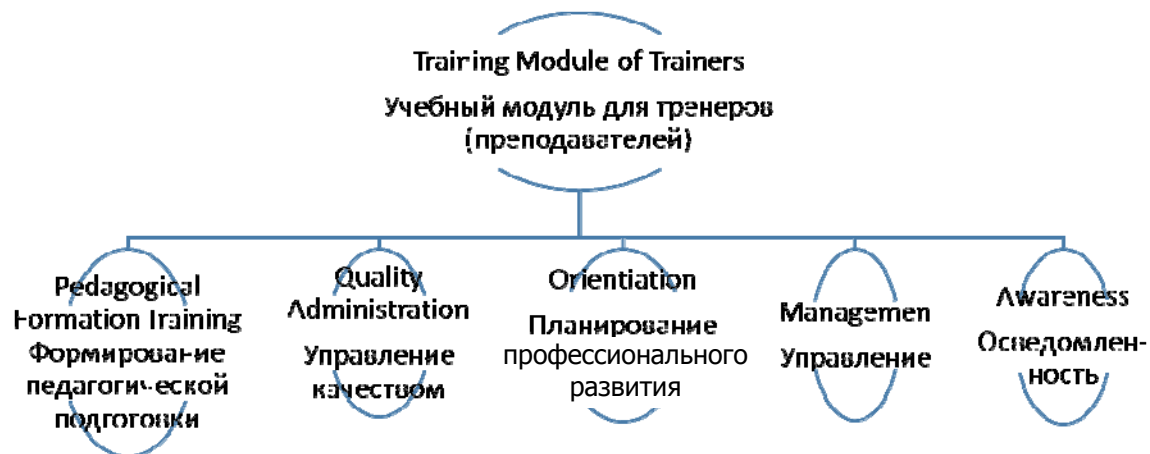 Training Module of Trainers
Учебный модуль для тренеров
(преподавателей)
Pedagogical
Formation Training
Формирование
педагогической
подготовки
Quality
Administration
Управление
качеством
Orientiation
Планирование
профессионального
развития
Managemen
Управление
Awareness
Осведомлен-
ность